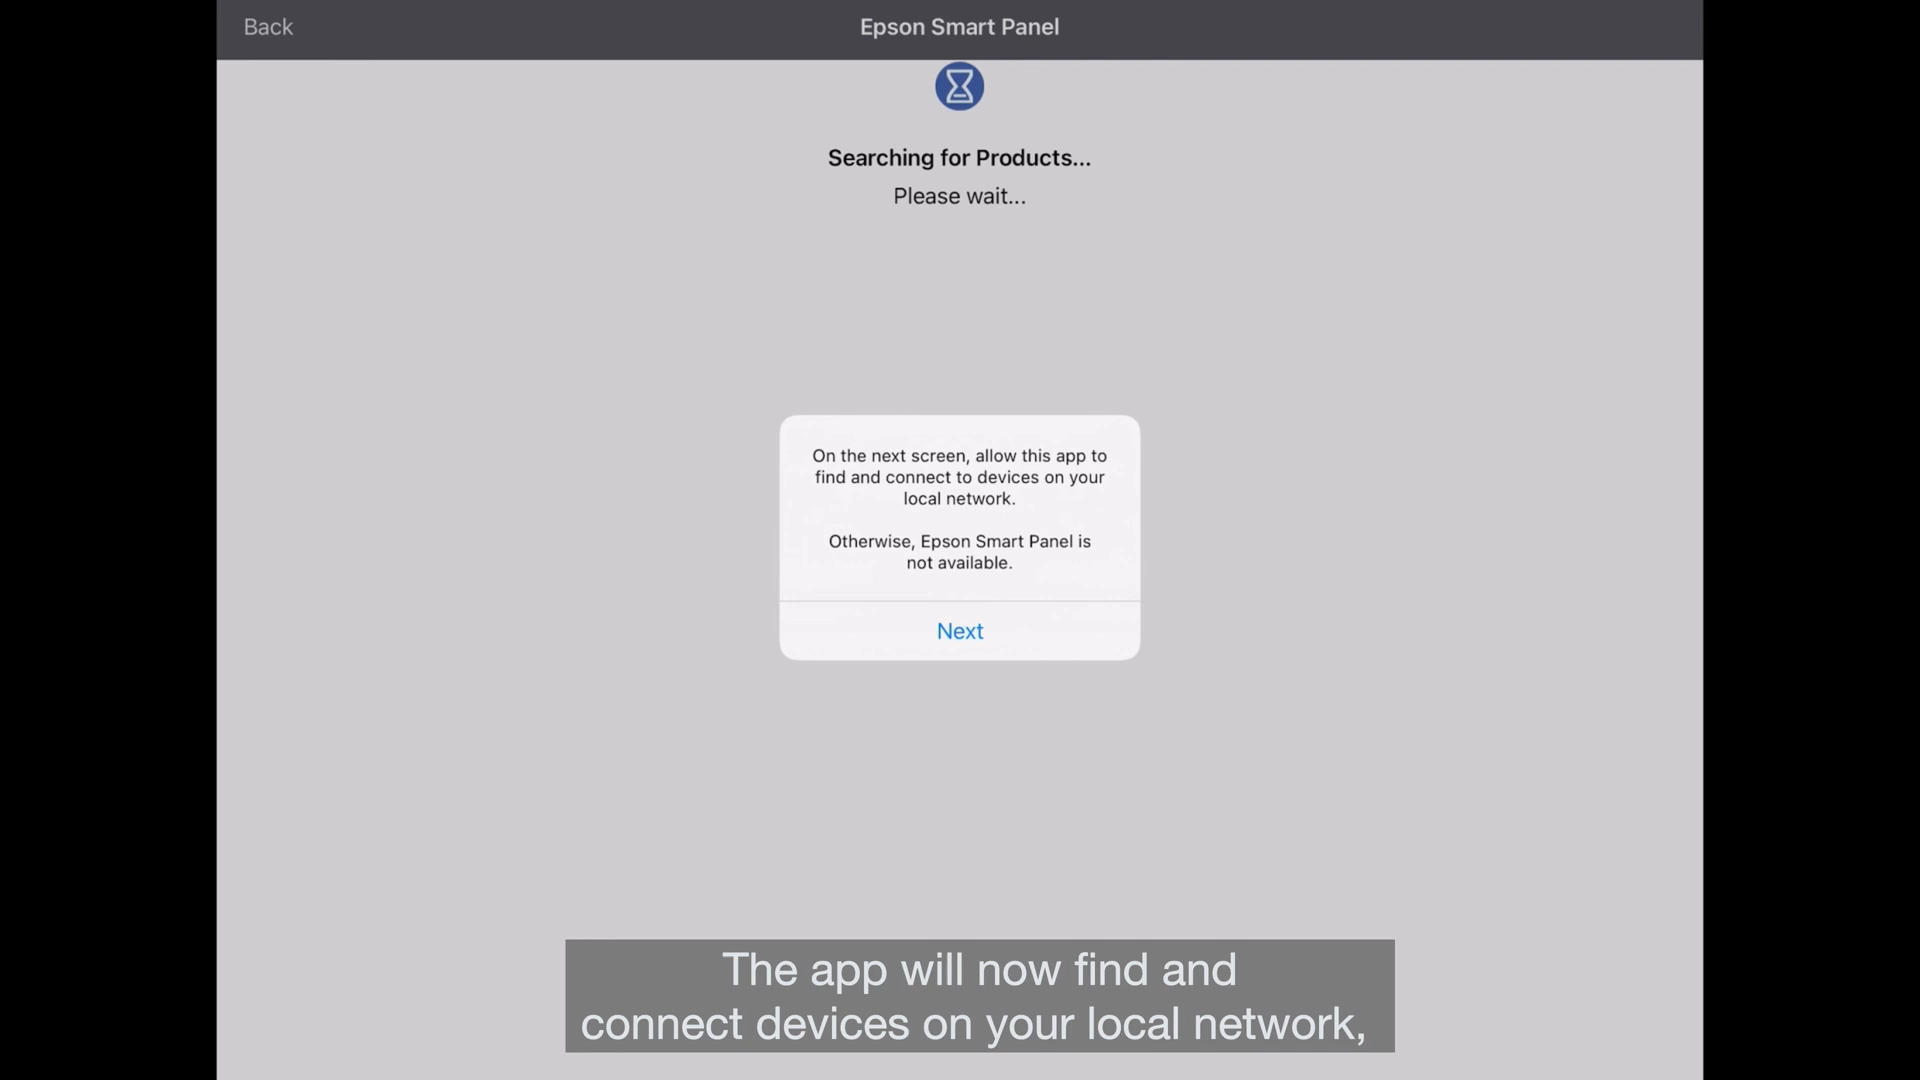 Back
Epson Smart Panel
Searching for Products...
Please wait...
On the next screen, allow this app to
find and connect to devices on your
local network.
Otherwise, Epson Smart Panel is
not available.
Next
The app will now find and
connect devices on your local network,